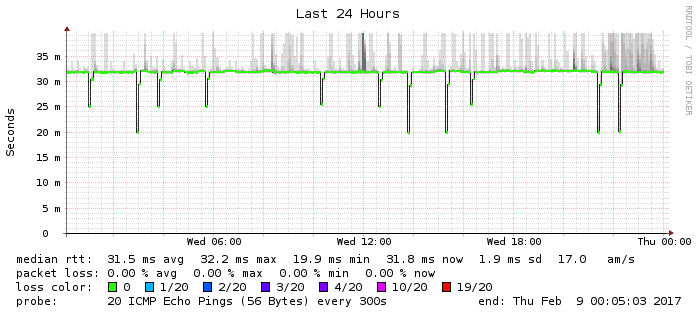 Last 24 Hours
RRDTOOL / TOBI OETIKER
Seconds
35 m
30 m
25 m
20 m
15 m
10 m
5 m
0
Wed 06:00 Wed 12:00 Wed 18:00 Thu 00:00
median rtt: 31.5 ms avg 32.2 ms max 19.9 ms min 31.8 ms now 1.9 ms sd 17.0 am/s
packet loss: 0.00 % avg 0.00 % max 0.00 % min 0.00 % now
loss color: 0 1/20 2/20 3/20 4/20 10/20 19/20
probe: 20 ICMP Echo Pings (56 Bytes) every 300s end: Thu Feb 9 00:05:03 2017